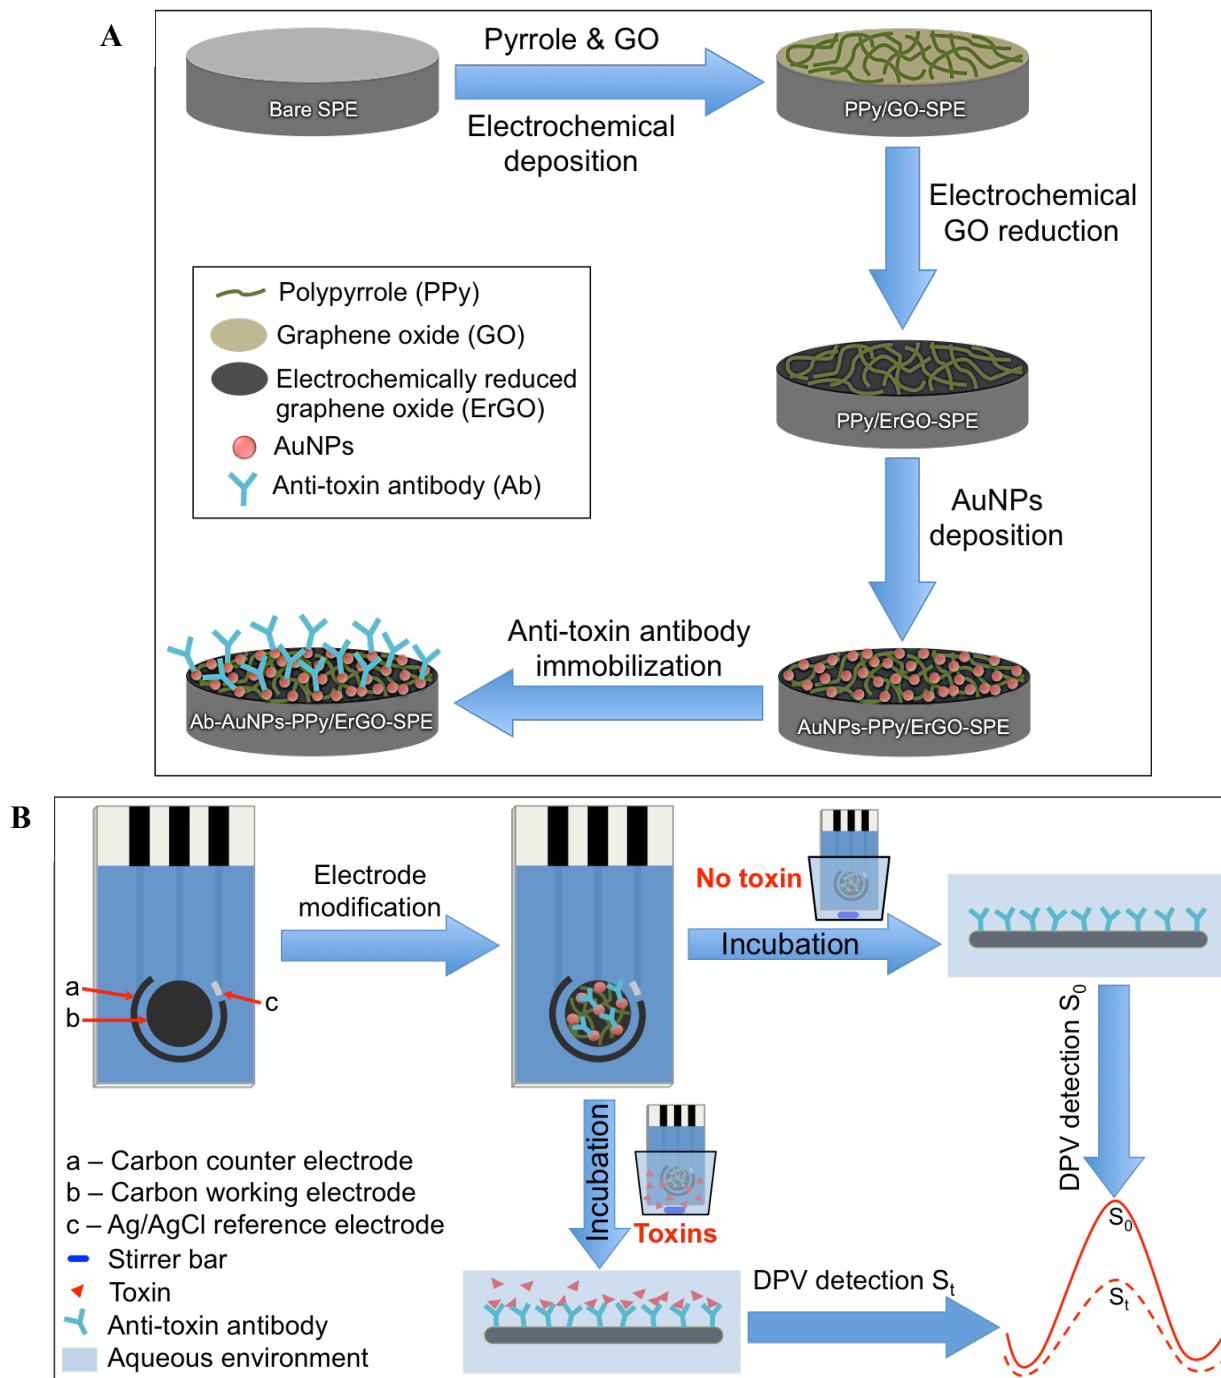 A
Bare SPE
Pyrrole & GO
Electrochemical
deposition
PPy/GO-SPE
Electrochemical
GO reduction
Polypyrrole (PPy)
Graphene oxide (GO)
Electrochemically reduced
graphene oxide (ErGO)
AuNPs
Anti-toxin antibody (Ab)
PPy/ErGO-SPE
AuNPs
deposition
Anti-toxin antibody
immobilization
Ab-AuNPs-PPy/ErGO-SPE
AuNPs-PPy/ErGO-SPE
B
Electrode
modification
No toxin
Incubation
a
b
c
DPV detection S₀
Incubation
Toxins
a – Carbon counter electrode
b – Carbon working electrode
c – Ag/AgCl reference electrode
Stirrer bar
Toxin
Anti-toxin antibody
Aqueous environment
DPV detection Sₜ
S₀
Sₜ